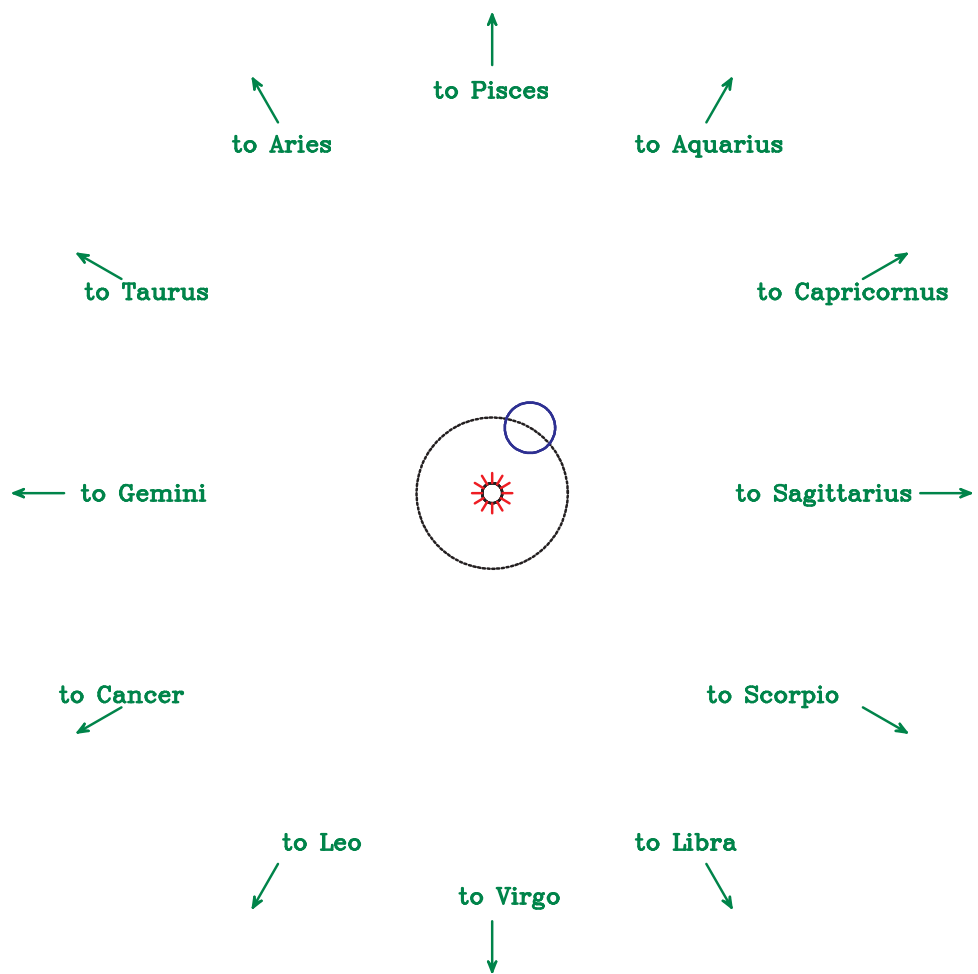 to Pisces
to Aries
to Aquarius
to Taurus
to Capricornus
to Gemini
to Sagittarius
to Cancer
to Scorpio
to Leo
to Libra
to Virgo